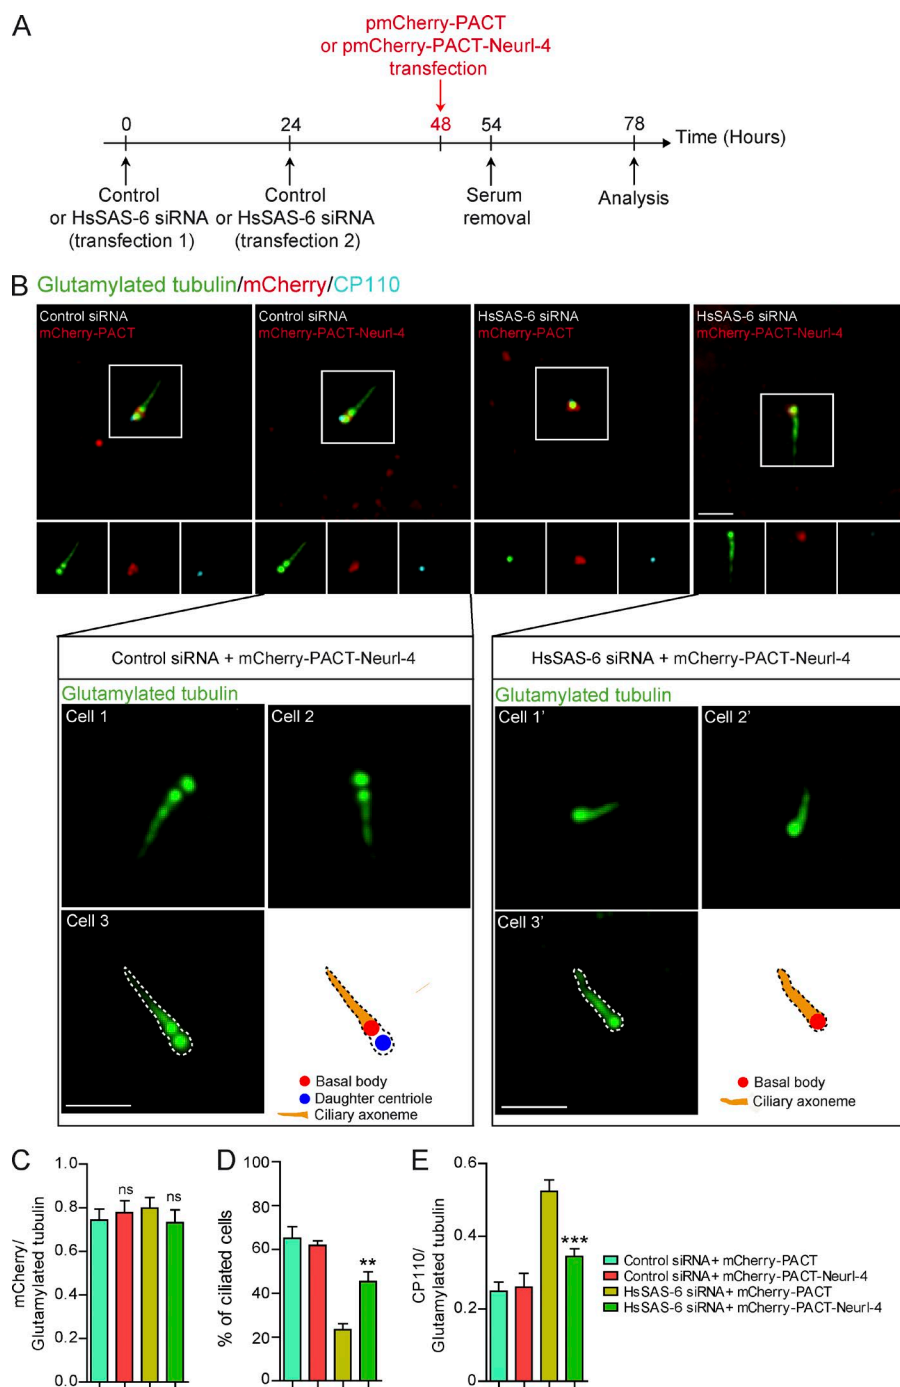 A
pmCherry-PACT
or pmCherry-PACT-Neurl-4
transfection
0 24 48 54 78 Time (Hours)
Control
or HsSAS-6 siRNA
(transfection 1)
Control
or HsSAS-6 siRNA
(transfection 2)
Serum
removal
Analysis
B Glutamylated tubulin/mCherry/CP110
Control siRNA
mCherry-PACT
Control siRNA
mCherry-PACT-Neurl-4
HsSAS-6 siRNA
mCherry-PACT
HsSAS-6 siRNA
mCherry-PACT-Neurl-4
Control siRNA + mCherry-PACT-Neurl-4
Glutamylated tubulin
Cell 1
Cell 2
Cell 3
Basal body
Daughter centriole
Ciliary axoneme
HsSAS-6 siRNA + mCherry-PACT-Neurl-4
Glutamylated tubulin
Cell 1'
Cell 2'
Cell 3'
Basal body
Ciliary axoneme
C
mCherry/
Glutamylated tubulin
1.0
0.8
0.6
0.4
0.2
0.0
ns
ns
D
% of ciliated cells
100
80
60
40
20
0
**
E
CP110/
Glutamylated tubulin
0.6
0.4
0.2
0
***
Control siRNA+ mCherry-PACT
Control siRNA+ mCherry-PACT-Neurl-4
HsSAS-6 siRNA+ mCherry-PACT
HsSAS-6 siRNA+ mCherry-PACT-Neurl-4